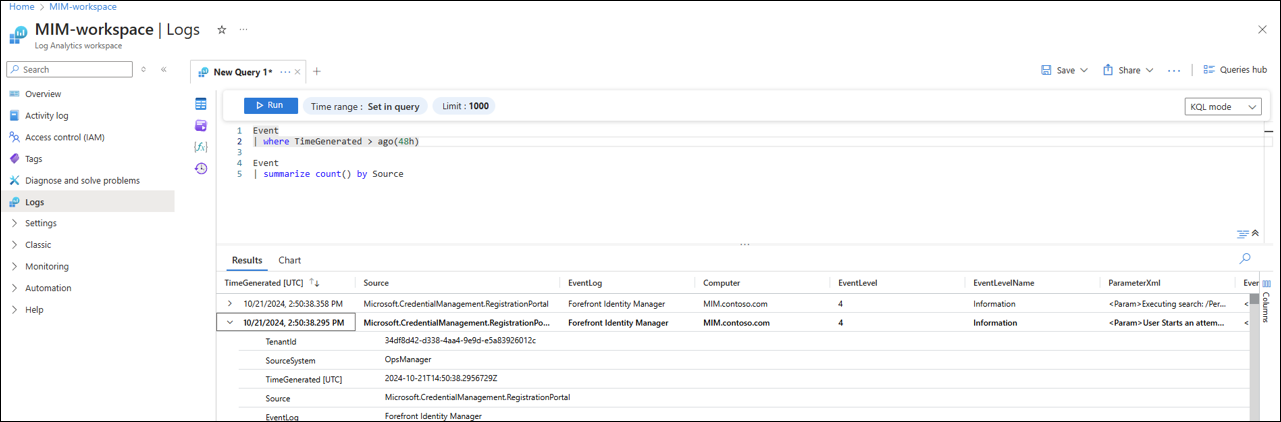 Home > MIM-workspace
MIM-workspace | Logs ☆ ···
Log Analytics workspace
Search
New Query 1* ··· × +
Save Share ··· Queries hub
Overview
Activity log
Access control (IAM)
Tags
Diagnose and solve problems
Logs
Settings
Classic
Monitoring
Automation
Help
Run Time range : Set in query Limit : 1000 KQL mode
1 Event
2 | where TimeGenerated > ago(48h)
3
4 Event
5 | summarize count() by Source
···
Results Chart
TimeGenerated [UTC] ↑↓ Source EventLog Computer EventLevel EventLevelName ParameterXml Even
10/21/2024, 2:50:38.358 PM Microsoft.CredentialManagement.RegistrationPortal Forefront Identity Manager MIM.contoso.com 4 Information <Param>Executing search: /Per... <
10/21/2024, 2:50:38.295 PM Microsoft.CredentialManagement.RegistrationPo... Forefront Identity Manager MIM.contoso.com 4 Information <Param>User Starts an attem... <
TenantId 34df8d42-d338-4aa4-9e9d-e5a83926012c
SourceSystem OpsManager
TimeGenerated [UTC] 2024-10-21T14:50:38.2956729Z
Source Microsoft.CredentialManagement.RegistrationPortal
EventLog Forefront Identity Manager
Columns